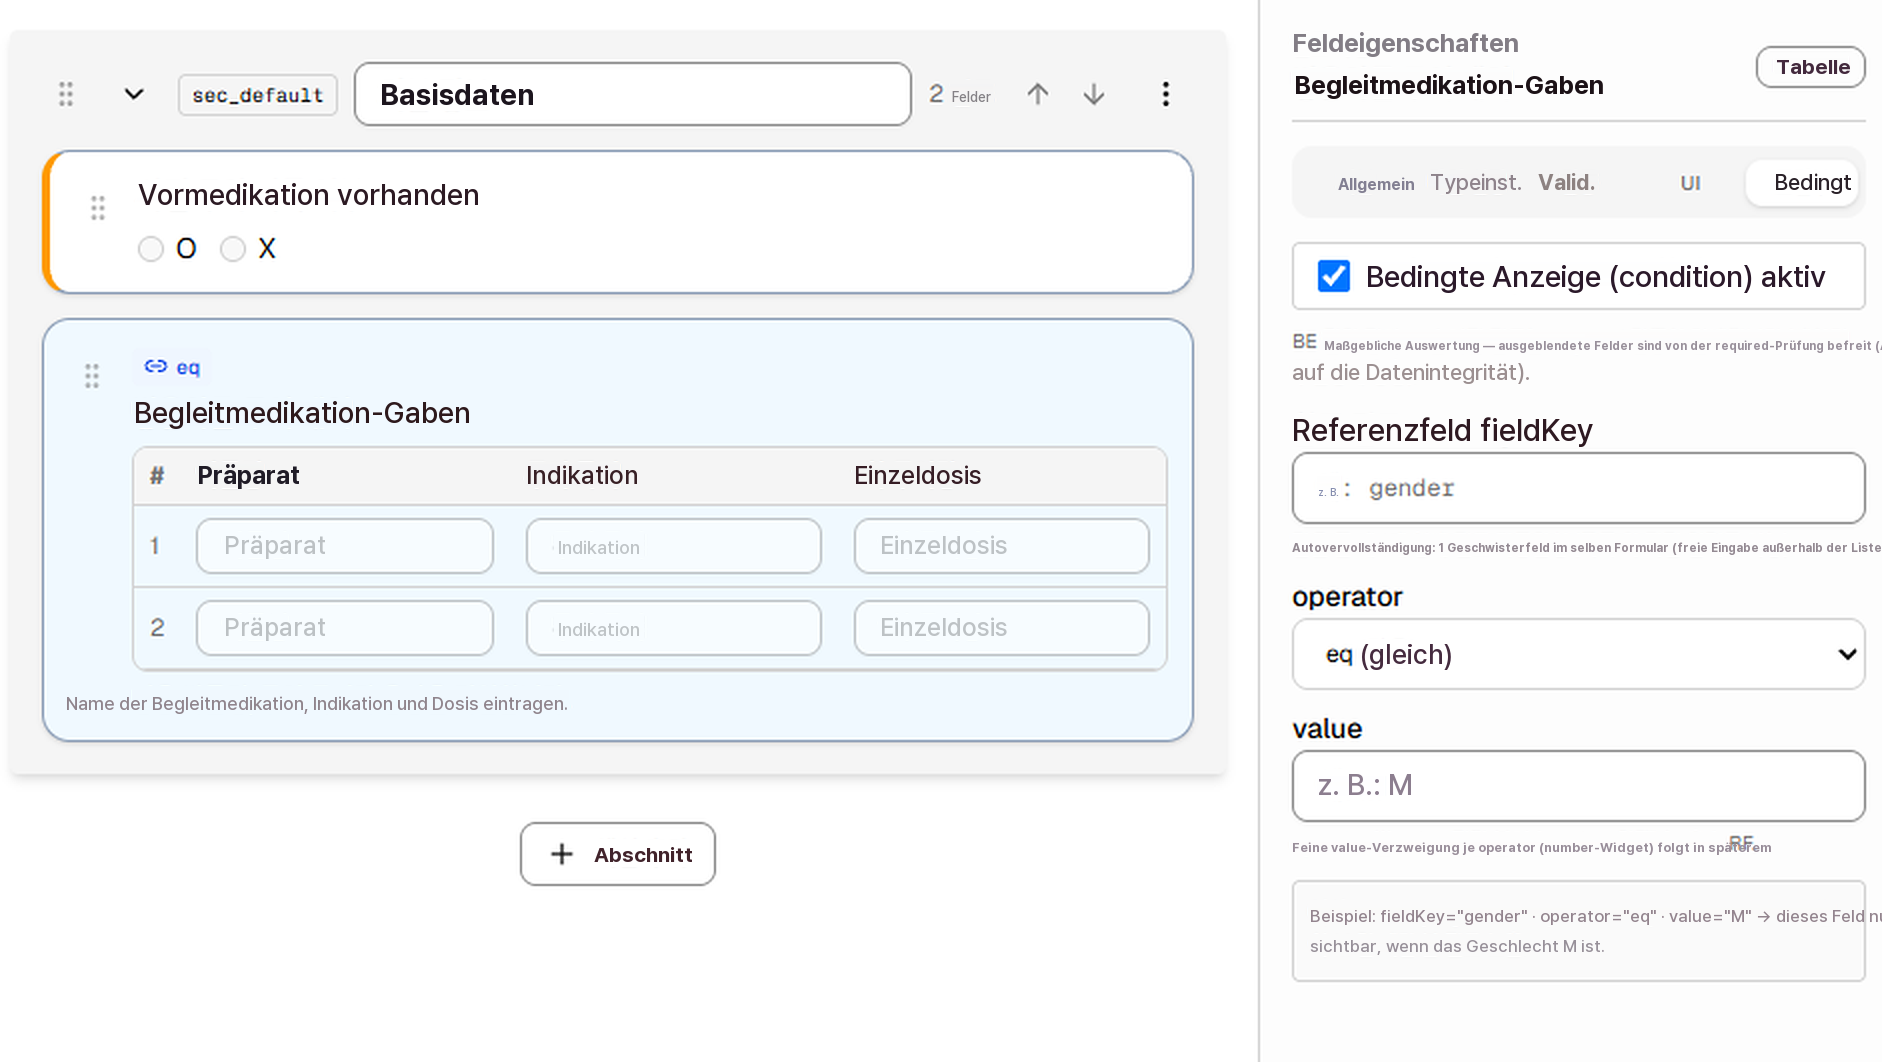 sec_default Basisdaten 2 Felder
Vormedikation vorhanden
O X
eq
Begleitmedikation-Gaben
# Präparat Indikation Einzeldosis
1 Präparat Indikation Einzeldosis
2 Präparat Indikation Einzeldosis
Name der Begleitmedikation, Indikation und Dosis eintragen.
+ Abschnitt
Feldeigenschaften
Begleitmedikation-Gaben
Tabelle
Allgemein Typeinst. Valid. UI Bedingt
Bedingte Anzeige (condition) aktiv
BE Maßgebliche Auswertung — ausgeblendete Felder sind von der required-Prüfung befreit (
auf die Datenintegrität).
Referenzfeld fieldKey
z. B. : gender
Autovervollständigung: 1 Geschwisterfeld im selben Formular (freie Eingabe außerhalb der Liste
operator
eq (gleich)
value
z. B.: M
Feine value-Verzweigung je operator (number-Widget) folgt in späterem
Beispiel: fieldKey="gender" · operator="eq" · value="M" → dieses Feld
sichtbar, wenn das Geschlecht M ist.